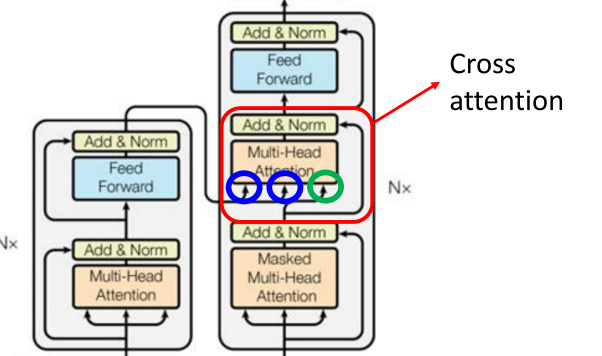 Add & Norm
Feed
Forward
Add & Norm
Multi-Head
Attention
Nx
Add & Norm
Feed
Forward
Add & Norm
Multi-Head
Attention
Add & Norm
Masked
Multi-Head
Attention
Nx
Cross
attention